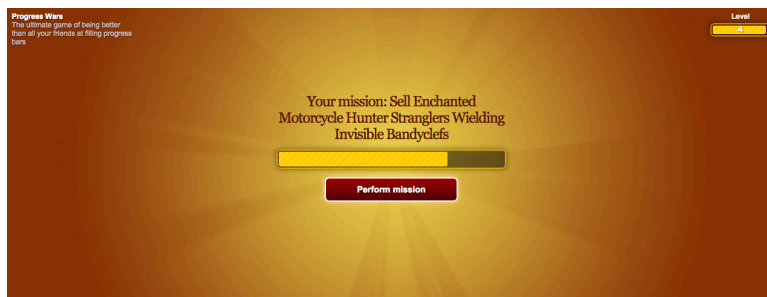 Progress Wars
The ultimate game of being better
than all your friends at filling progress
bars
Level
4
Your mission: Sell Enchanted
Motorcycle Hunter Stranglers Wielding
Invisible Bandyclefs
Perform mission